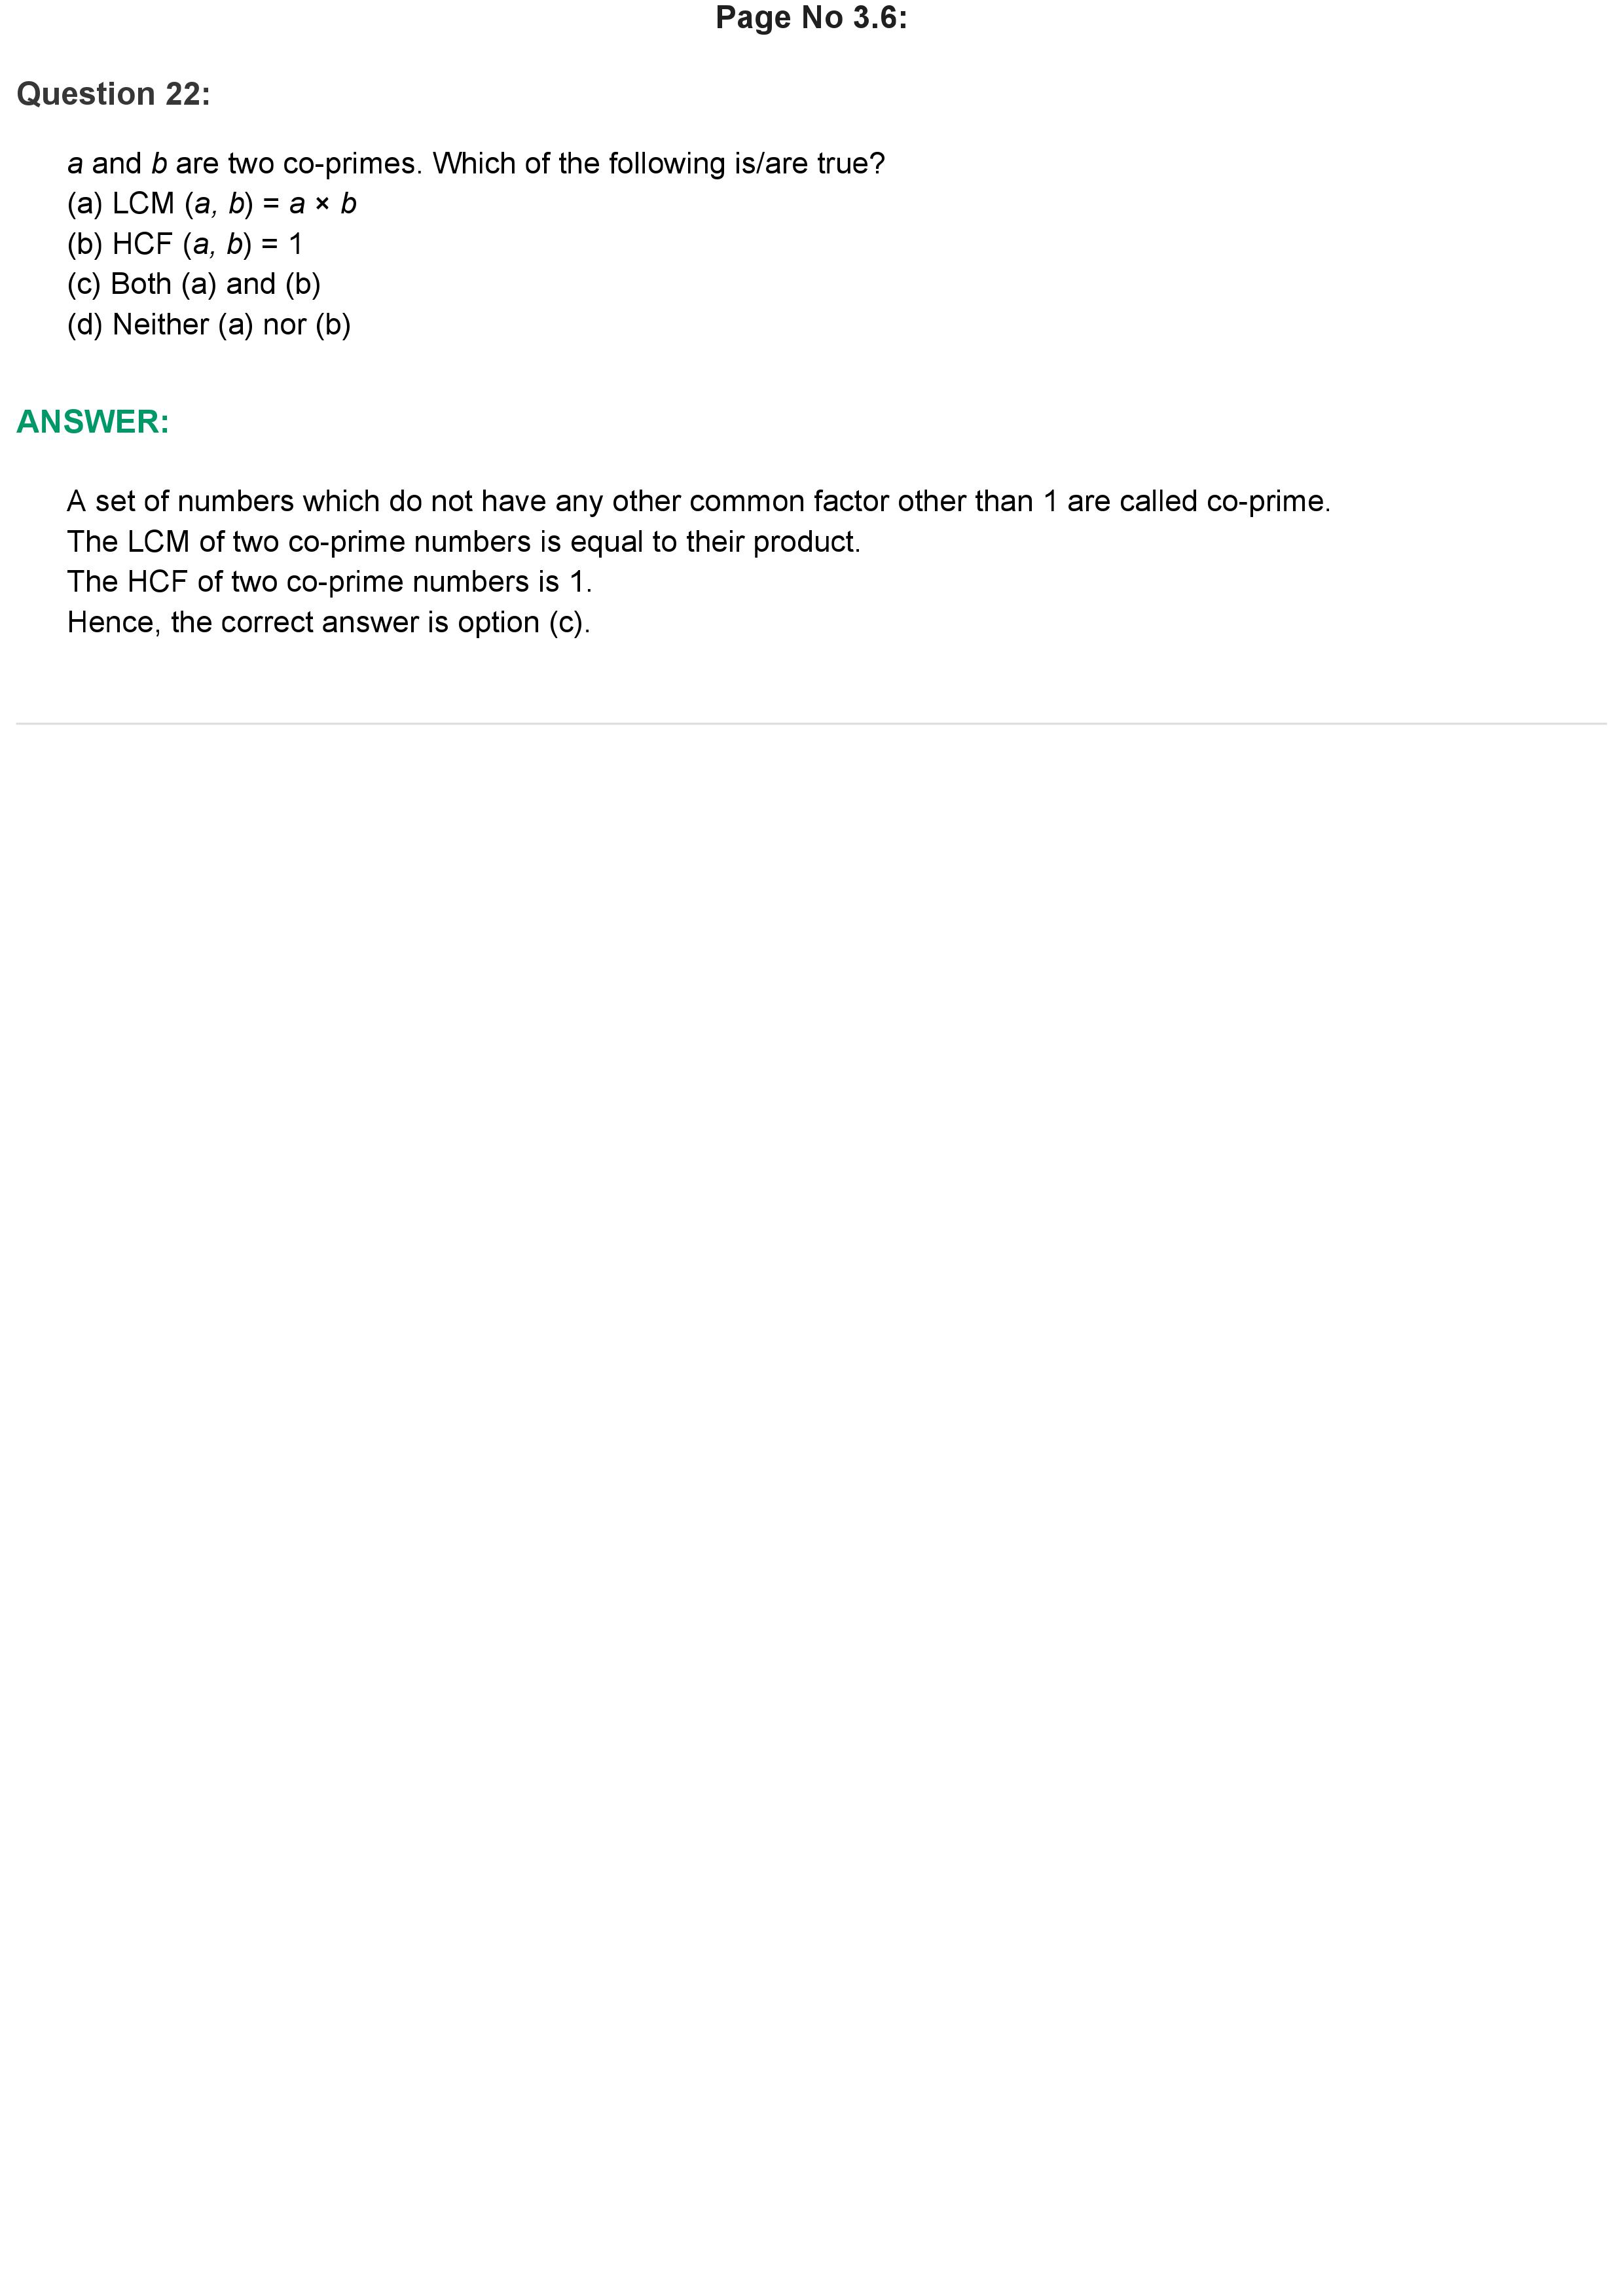 Page No 3.6:
Question 22:
a and b are two co-primes. Which of the following is/are true?
(a) LCM (a, b) = a × b
(b) HCF (a, b) = 1
(c) Both (a) and (b)
(d) Neither (a) nor (b)
ANSWER:
A set of numbers which do not have any other common factor other than 1 are called co-prime.
The LCM of two co-prime numbers is equal to their product.
The HCF of two co-prime numbers is 1.
Hence, the correct answer is option (c).